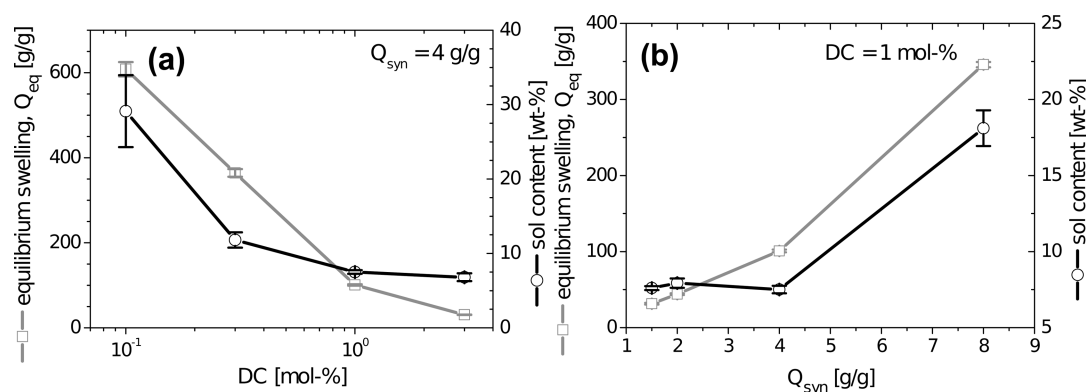 (a)
Q_syn = 4 g/g
equilibrium swelling, Q_eq [g/g]
600
400
200
0
10^-1
10^0
DC [mol-%]
40
30
20
10
0
sol content [wt-%]
(b)
DC = 1 mol-%
equilibrium swelling, Q_eq [g/g]
400
300
200
100
0
1 2 3 4 5 6 7 8 9
Q_syn [g/g]
25
20
15
10
5
sol content [wt-%]